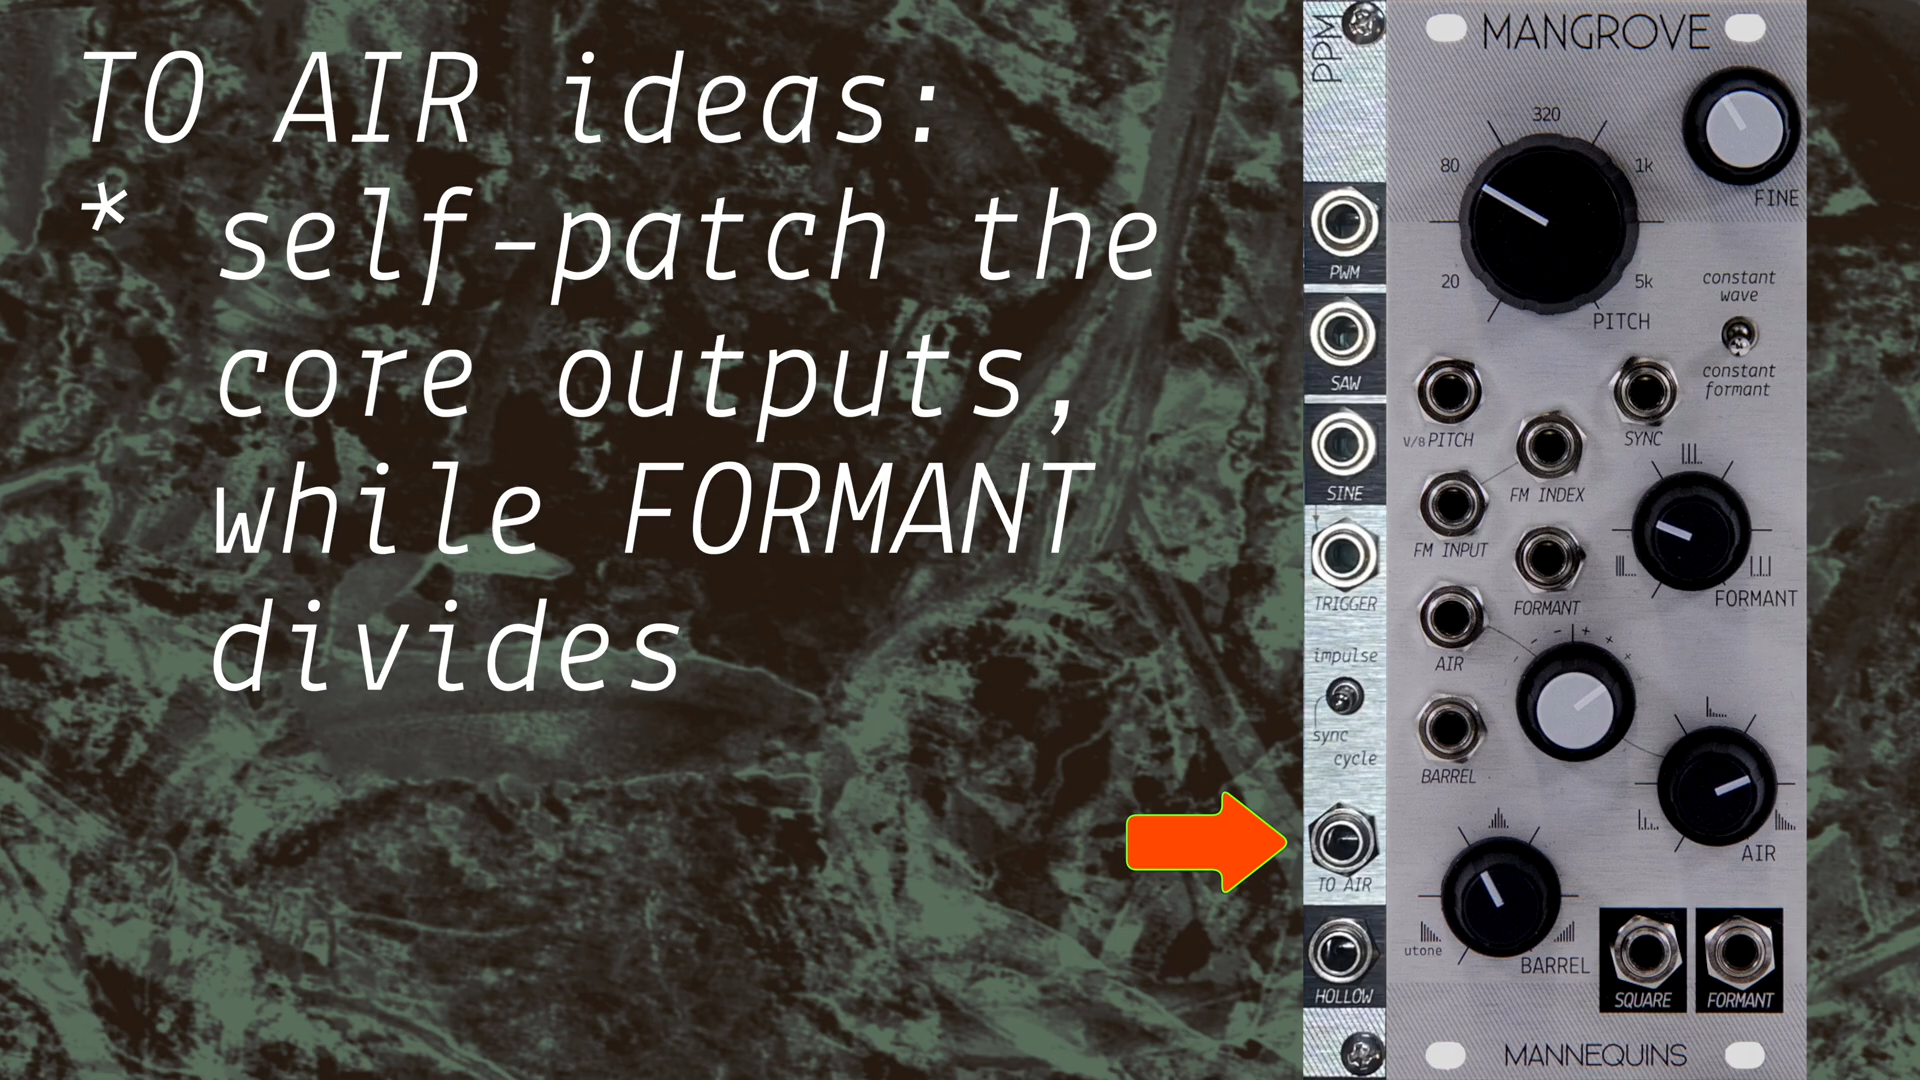 TO AIR ideas:
* self-patch the
core outputs,
while FORMANT
divides
PPM
PWM
SAW
SINE
TRIGGER
impulse
sync
cycle
TO AIR
HOLLOW
MANGROVE
FINE
320
80
1k
20
5k
PITCH
constant
wave
constant
formant
V/8 PITCH
SYNC
FM INDEX
FM INPUT
FORMANT
FORMANT
AIR
BARREL
AIR
utone
BARREL
SQUARE
FORMANT
MANNEQUINS